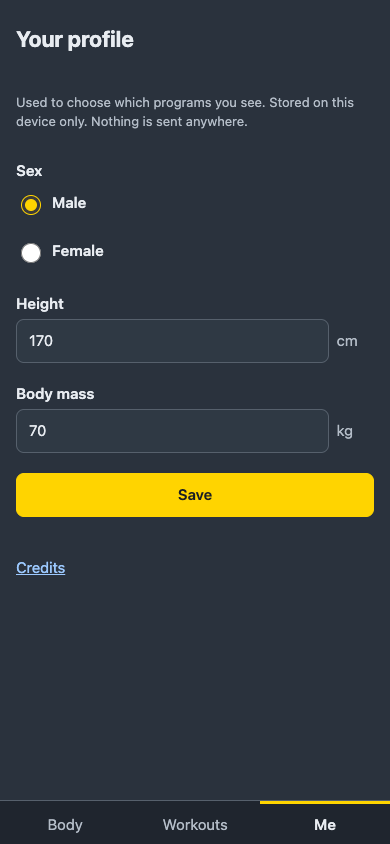 Your profile
Used to choose which programs you see. Stored on this
device only. Nothing is sent anywhere.
Sex
Male
Female
Height
170 cm
Body mass
70 kg
Save
Credits
Body Workouts Me